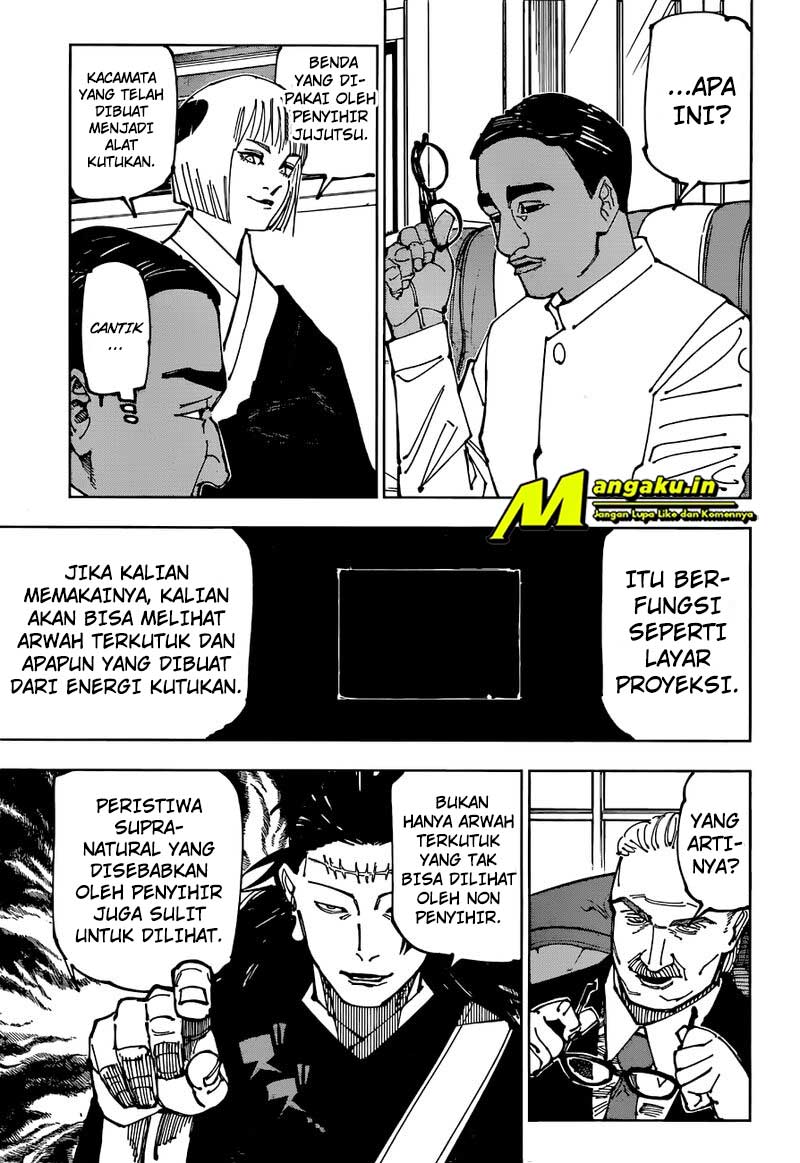 ...APA
INI?
BENDA
YANG DI-
PAKAI OLEH
PENYIHIR
JUJUTSU.
KACAMATA
YANG TELAH
DIBUAT
MENJADI
ALAT
KUTUKAN.
CANTIK
...
Mangaku.in
Jangan Lupa Like dan Komennya
ITU BER-
FUNGSI
SEPERTI
LAYAR
PROYEKSI.
JIKA KALIAN
MEMAKAINYA, KALIAN
AKAN BISA MELIHAT
ARWAH TERKUTUK DAN
APAPUN YANG DIBUAT
DARI ENERGI KUTUKAN.
YANG
ARTI-
NYA?
BUKAN
HANYA ARWAH
TERKUTUK
YANG TAK
BISA DILIHAT
OLEH NON
PENYIHIR.
PERISTIWA
SUPRA-
NATURAL YANG
DISEBABKAN
OLEH PENYIHIR
JUGA SULIT
UNTUK DILIHAT.
ズズ